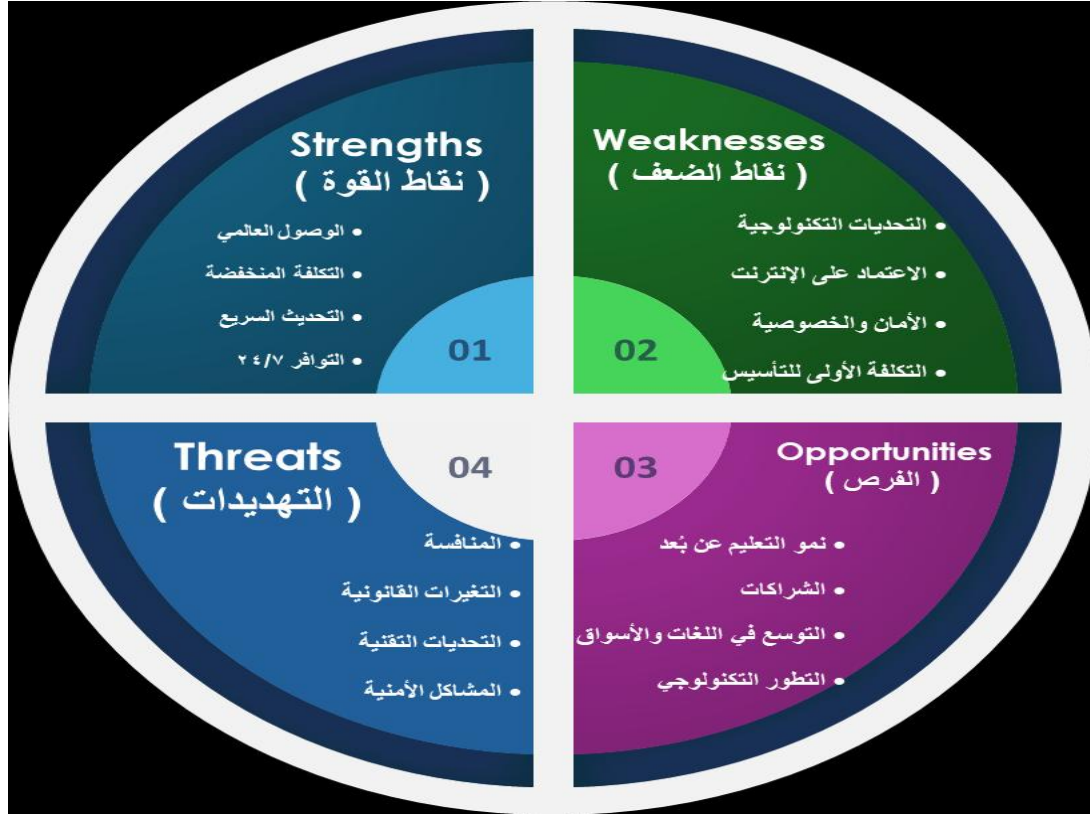 Strengths
( نقاط القوة )
• الوصول العالمي
• التكلفة المنخفضة
• التحديث السريع
• التوافر ٢٤/٧
01
Weaknesses
( نقاط الضعف )
• التحديات التكنولوجية
• الاعتماد على الإنترنت
• الأمان والخصوصية
• التكلفة الأولى للتأسيس
02
Opportunities
( الفرص )
03
• نمو التعليم عن بُعد
• الشراكات
• التوسع في اللغات والأسواق
• التطور التكنولوجي
Threats
( التهديدات )
04
• المنافسة
• التغيرات القانونية
• التحديات التقنية
• المشاكل الأمنية